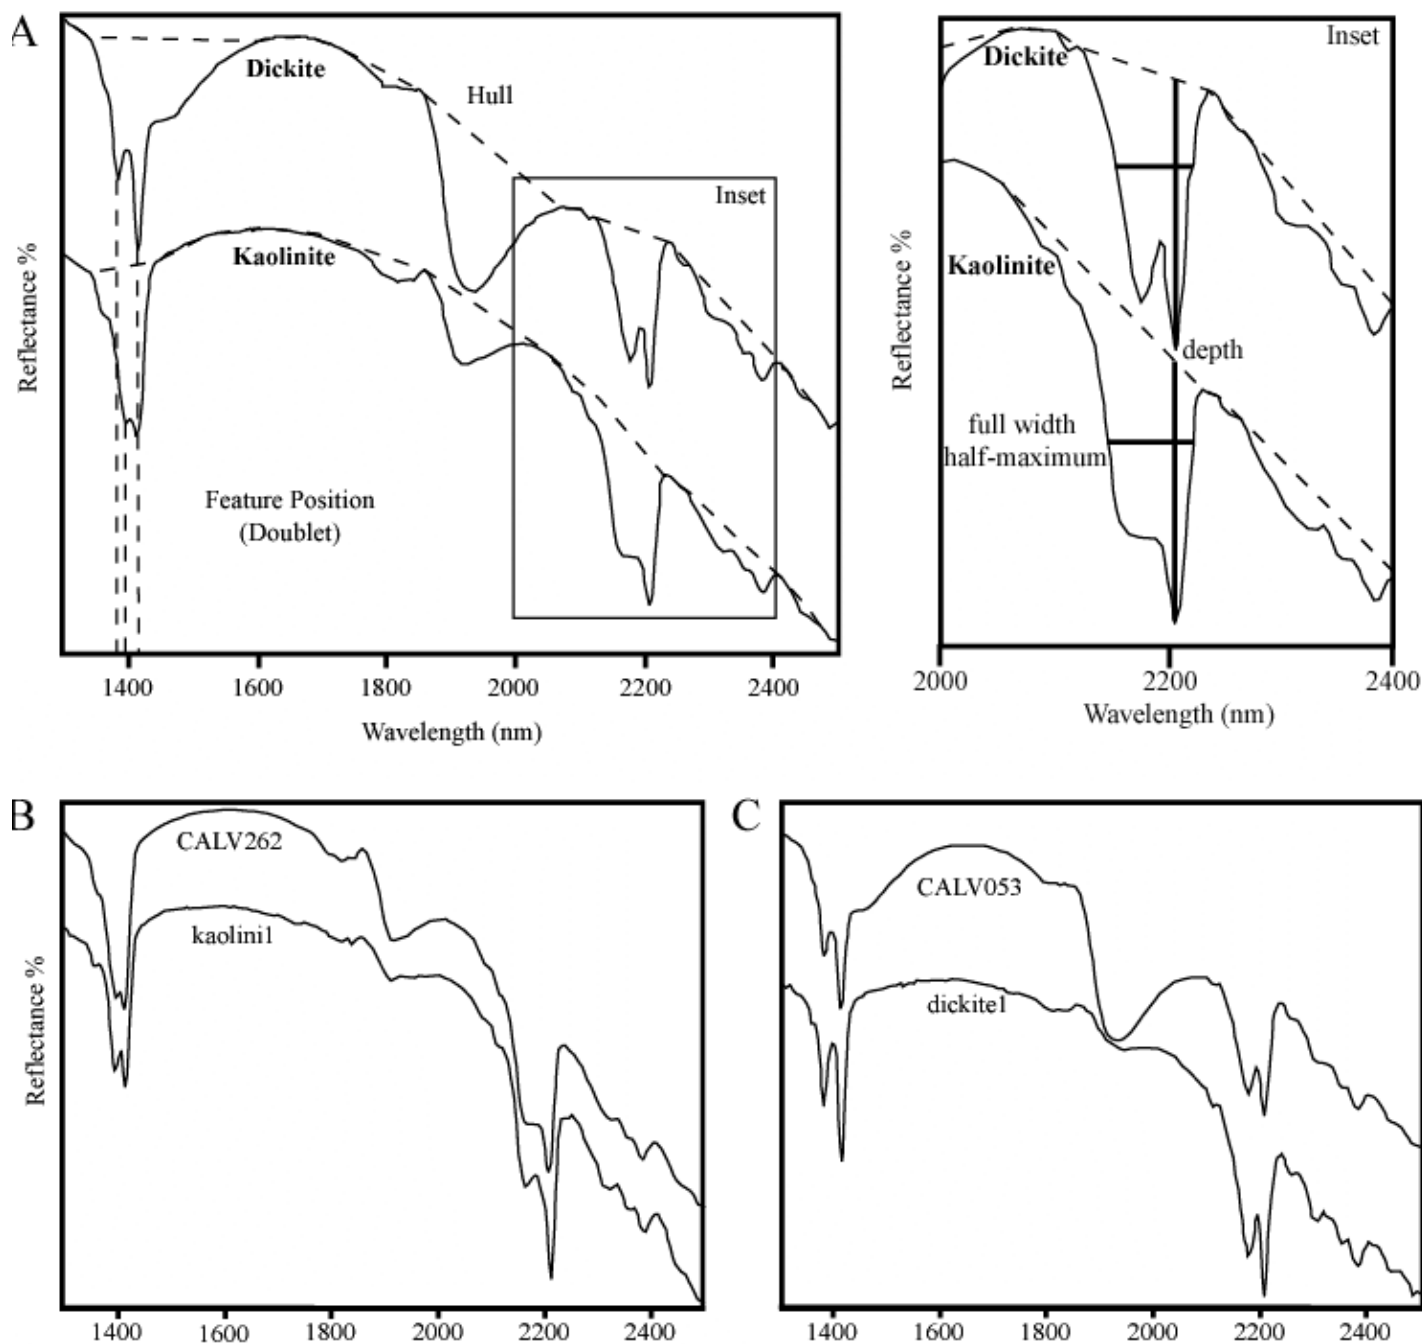 A
Dickite
Hull
Inset
Kaolinite
Feature Position
(Doublet)
Reflectance %
1400 1600 1800 2000 2200 2400
Wavelength (nm)
Inset
Dickite
Kaolinite
depth
full width
half-maximum
Reflectance %
2000 2200 2400
Wavelength (nm)
B
CALV262
kaolini1
Reflectance %
1400 1600 1800 2000 2200 2400
C
CALV053
dickite1
1400 1600 1800 2000 2200 2400